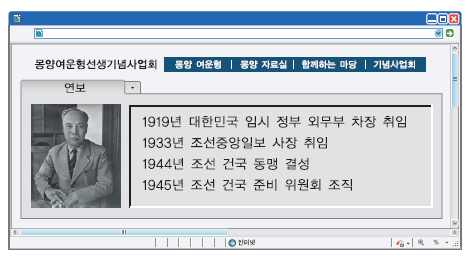 몽양여운형선생기념사업회 몽양 여운형 | 몽양 자료실 | 함께하는 마당 | 기념사업회
연보
1919년 대한민국 임시 정부 외무부 차장 취임
1933년 조선중앙일보 사장 취임
1944년 조선 건국 동맹 결성
1945년 조선 건국 준비 위원회 조직
인터넷 %